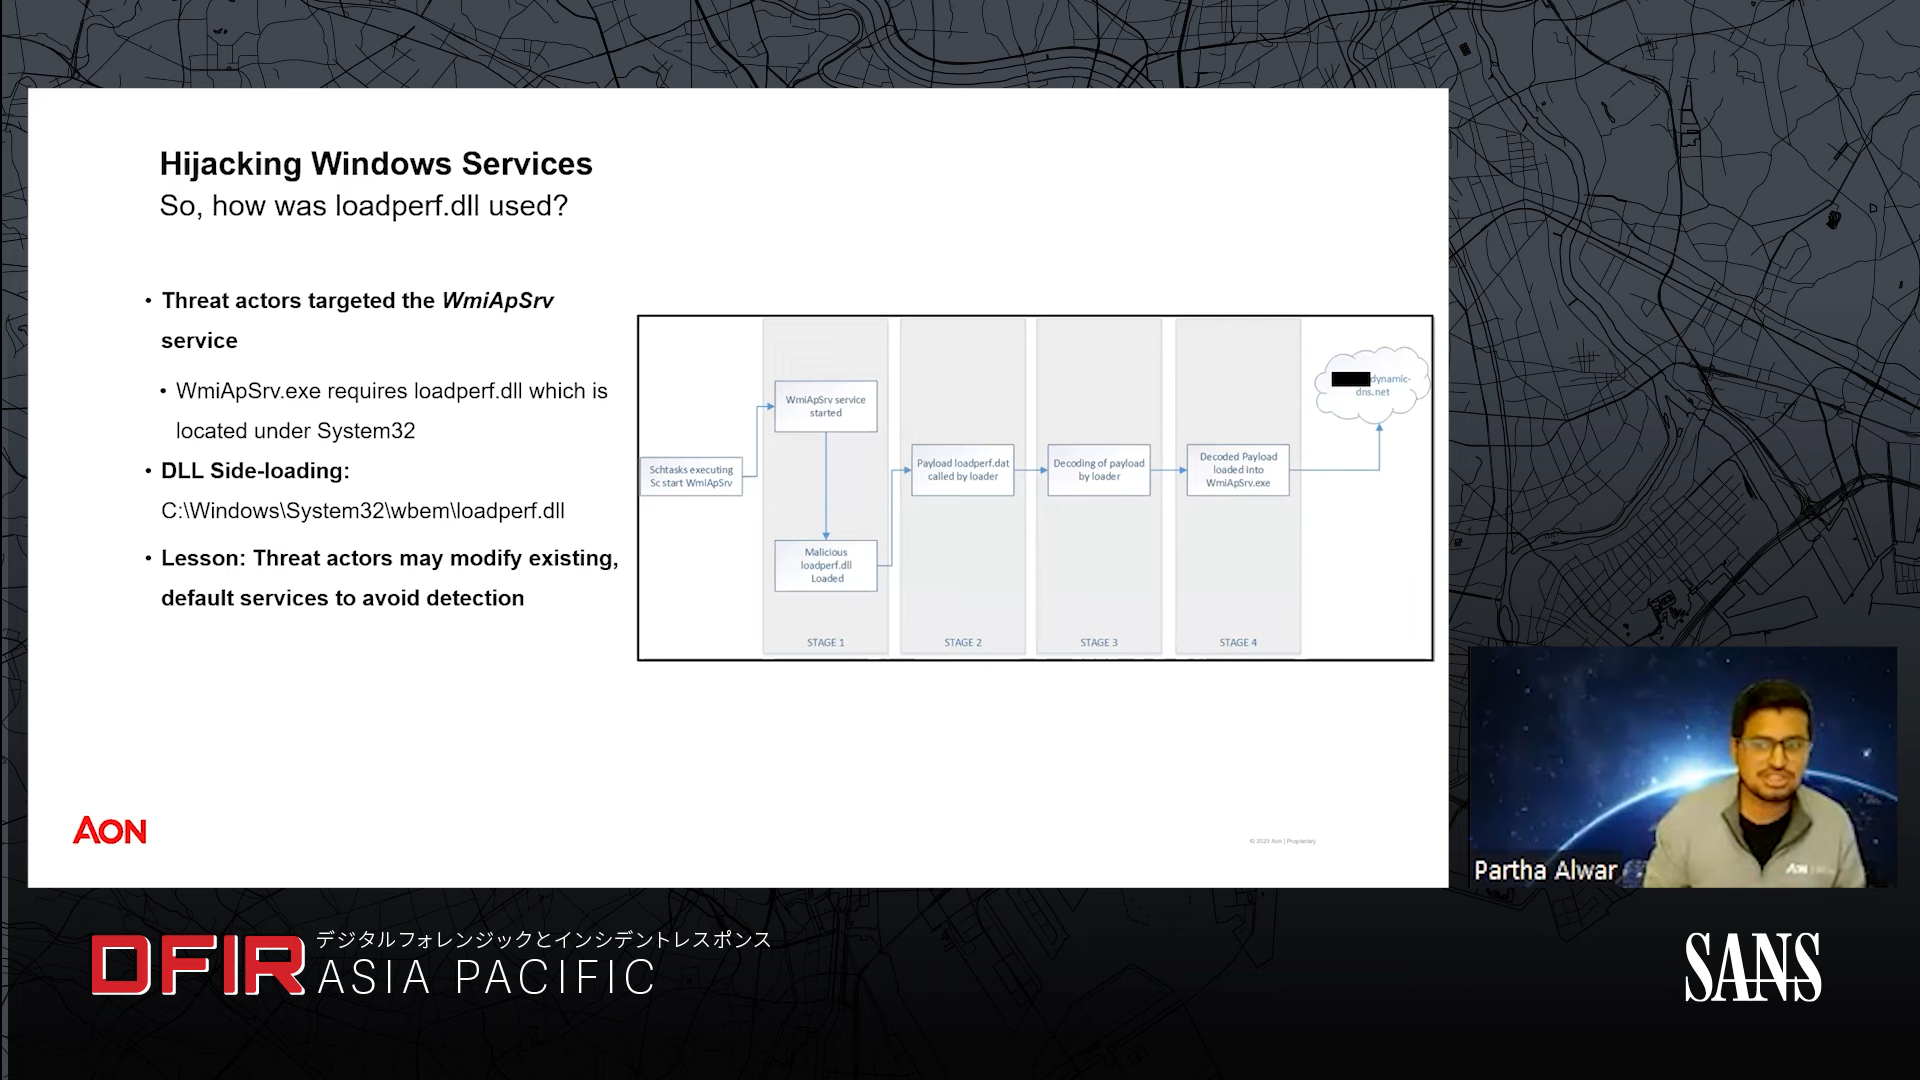 Hijacking Windows Services
So, how was loadperf.dll used?
• Threat actors targeted the WmiApSrv
service
• WmiApSrv.exe requires loadperf.dll which is
located under System32
• DLL Side-loading:
C:\Windows\System32\wbem\loadperf.dll
• Lesson: Threat actors may modify existing,
default services to avoid detection
Schtasks executing
Sc start WmiApSrv
WmiApSrv service
started
Malicious
loadperf.dll
Loaded
STAGE 1
Payload loadperf.dat
called by loader
STAGE 2
Decoding of payload
by loader
STAGE 3
Decoded Payload
loaded into
WmiApSrv.exe
STAGE 4
dynamic-
dns.net
AON
© 2023 Aon | Proprietary
Partha Alwar
AON
DFIR
デジタルフォレンジックとインシデントレスポンス
ASIA PACIFIC
SANS